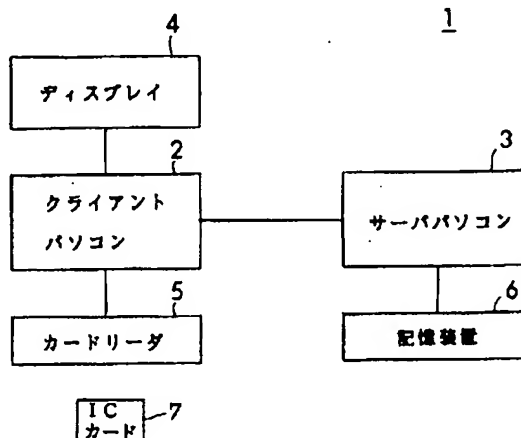 1
4
ディスプレイ
2
クライアント
パソコン
3
サーバパソコン
5
カードリーダ
6
記憶装置
IC
カード
7